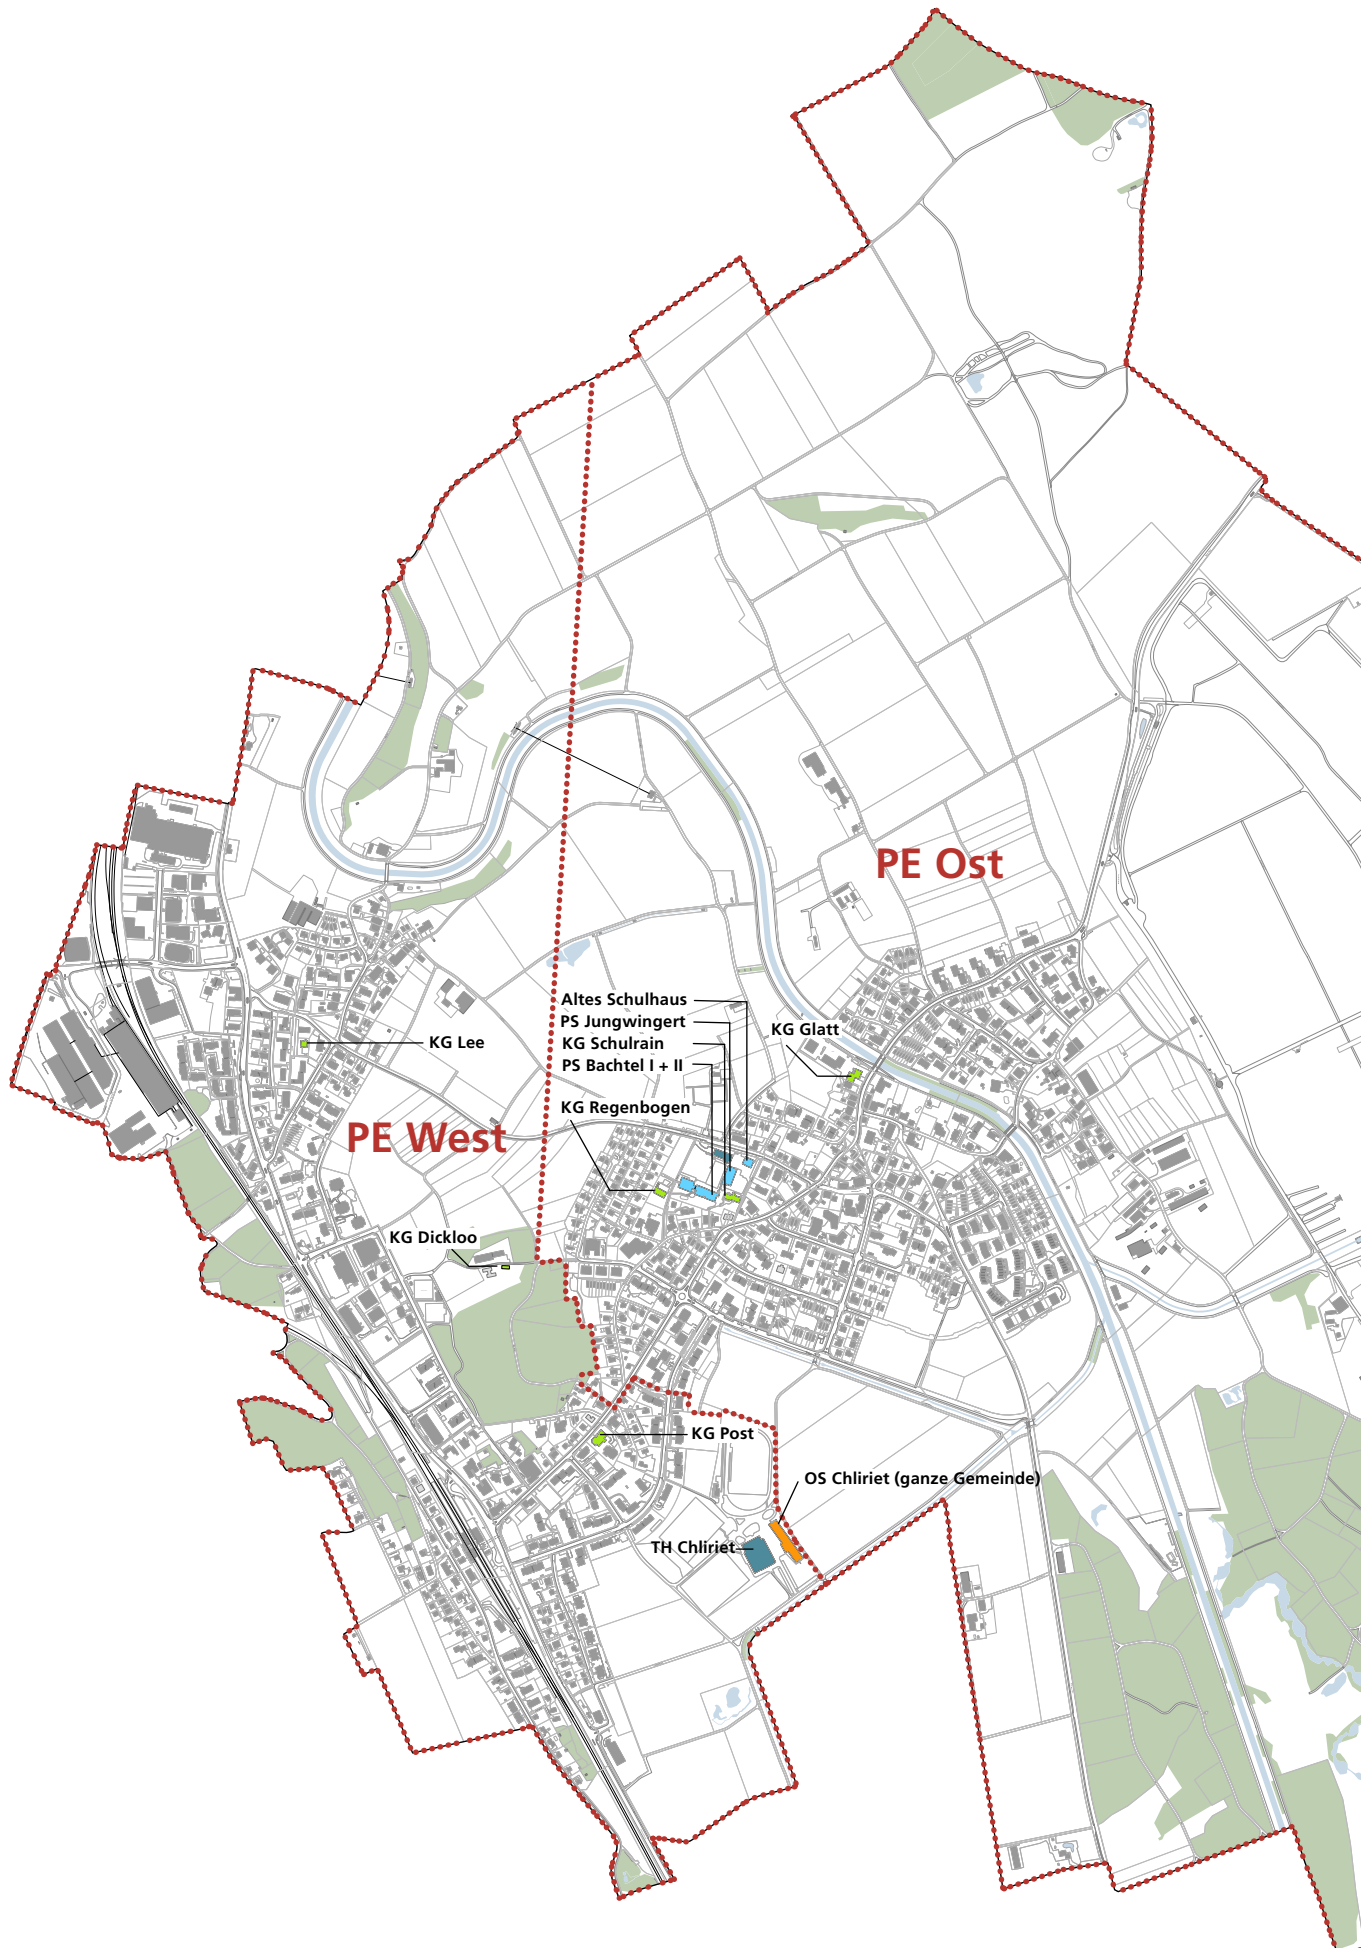 PE Ost
Altes Schulhaus
PS Jungwingert
KG Glatt
KG Schulrain
KG Lee
PS Bachtel I + II
KG Regenbogen
PE West
KG Dickloo
KG Post
OS Chliriet (ganze Gemeinde)
TH Chliriet